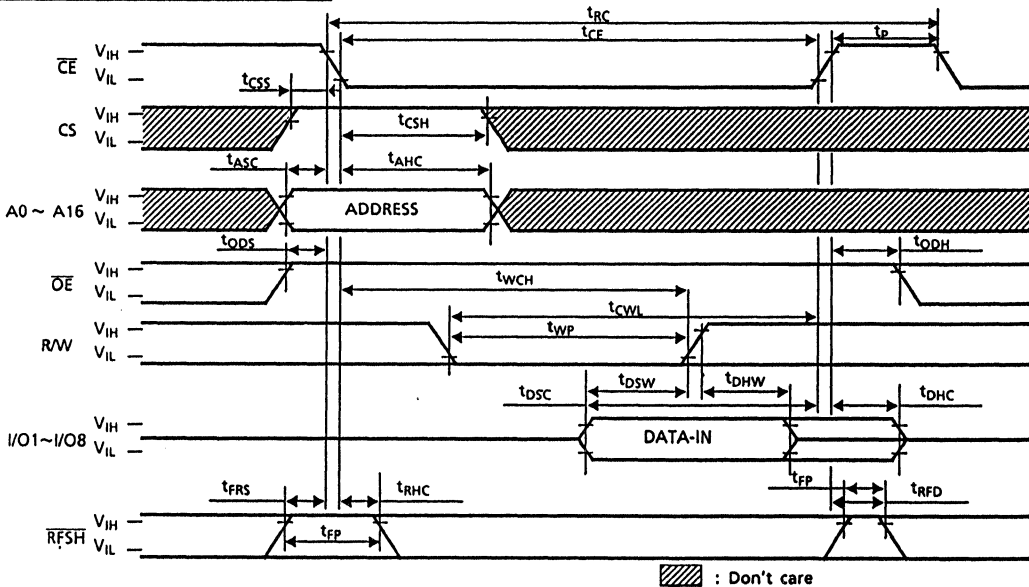 tRC
tCE
tP
CE
VIH
VIL
tCSS
CS
VIH
VIL
tCSH
tASC
tAHC
A0 ~ A16
VIH
VIL
ADDRESS
tODS
tODH
OE
VIH
VIL
tWCH
tCWL
R/W
VIH
VIL
tWP
tDSC
tDSW
tDHW
tDHC
I/O1~I/O8
VIH
VIL
DATA-IN
tFRS
tRHC
tFP
tRFD
RFSH
VIH
VIL
tFP
: Don't care